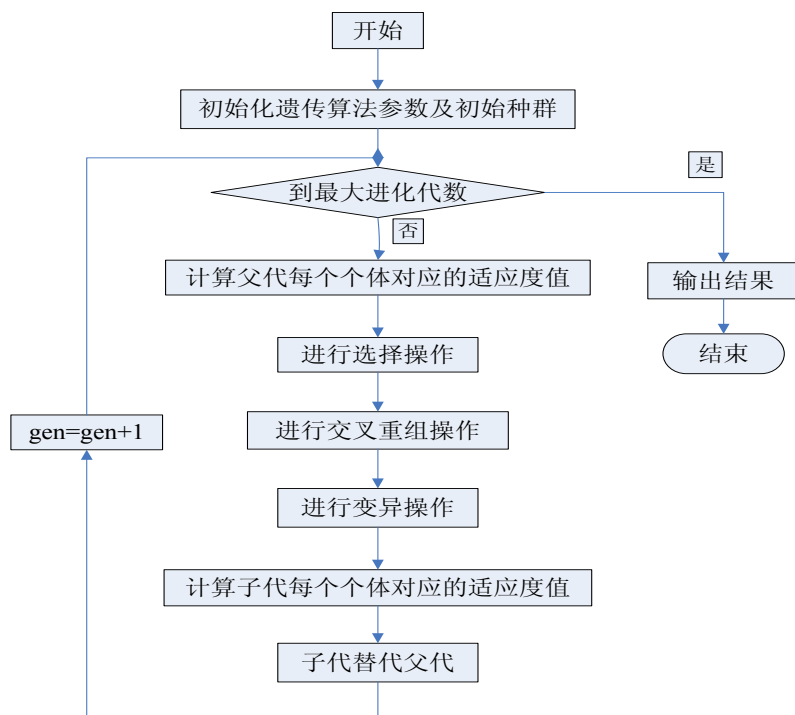 开始
初始化遗传算法参数及初始种群
是
到最大进化代数
否
计算父代每个个体对应的适应度值
输出结果
进行选择操作
结束
gen=gen+1
进行交叉重组操作
进行变异操作
计算子代每个个体对应的适应度值
子代替代父代